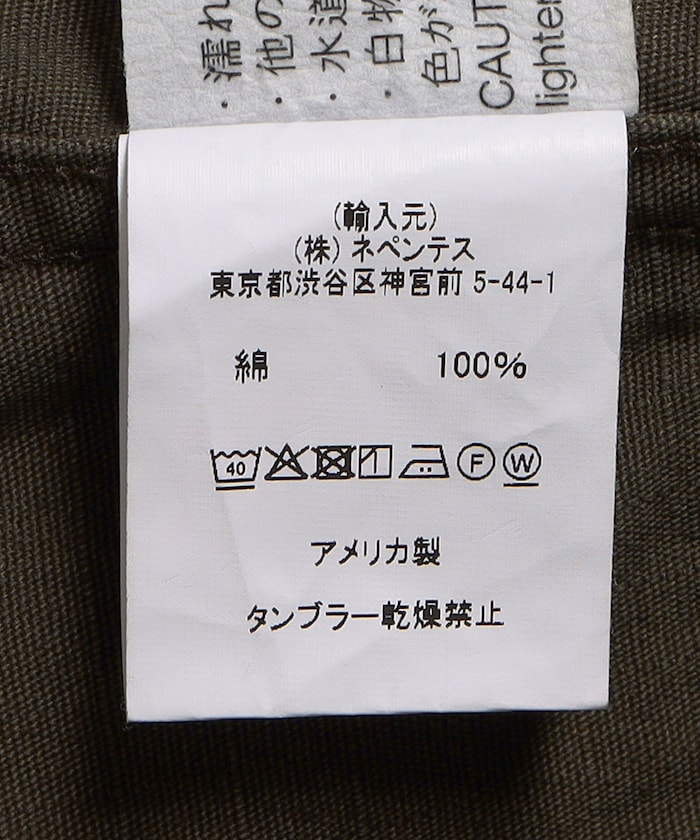 ・濡れ
・他の
・水道
・白物
色が
CAUT
lighter
(輸入元)
(株) ネペンテス
東京都渋谷区神宮前 5-44-1
綿 100%
40 F W
アメリカ製
タンブラー乾燥禁止